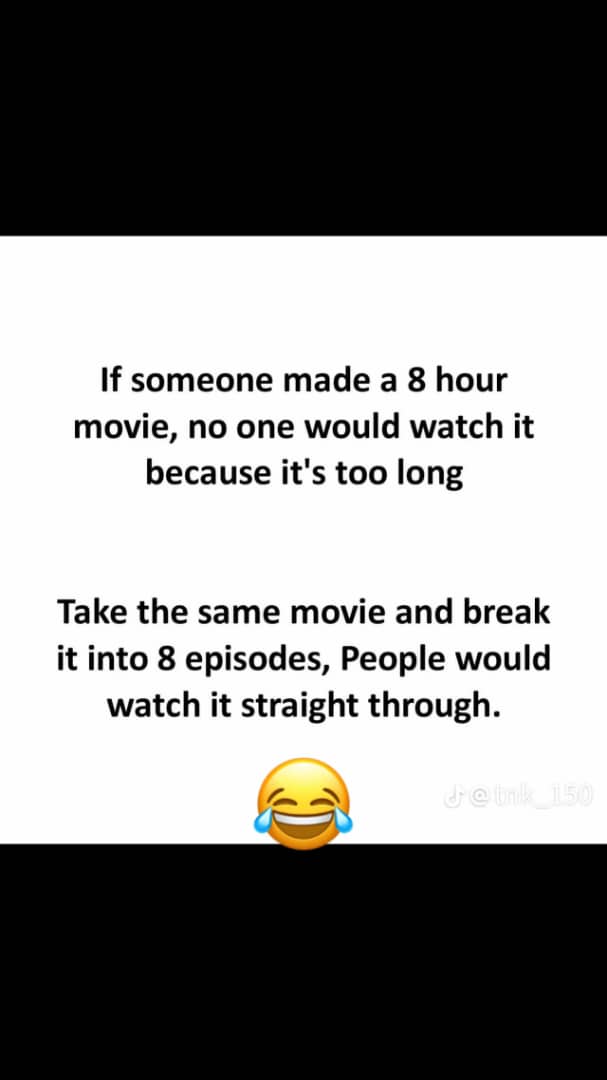 If someone made a 8 hour
movie, no one would watch it
because it's too long
Take the same movie and break
it into 8 episodes, People would
watch it straight through.
@tnk_150